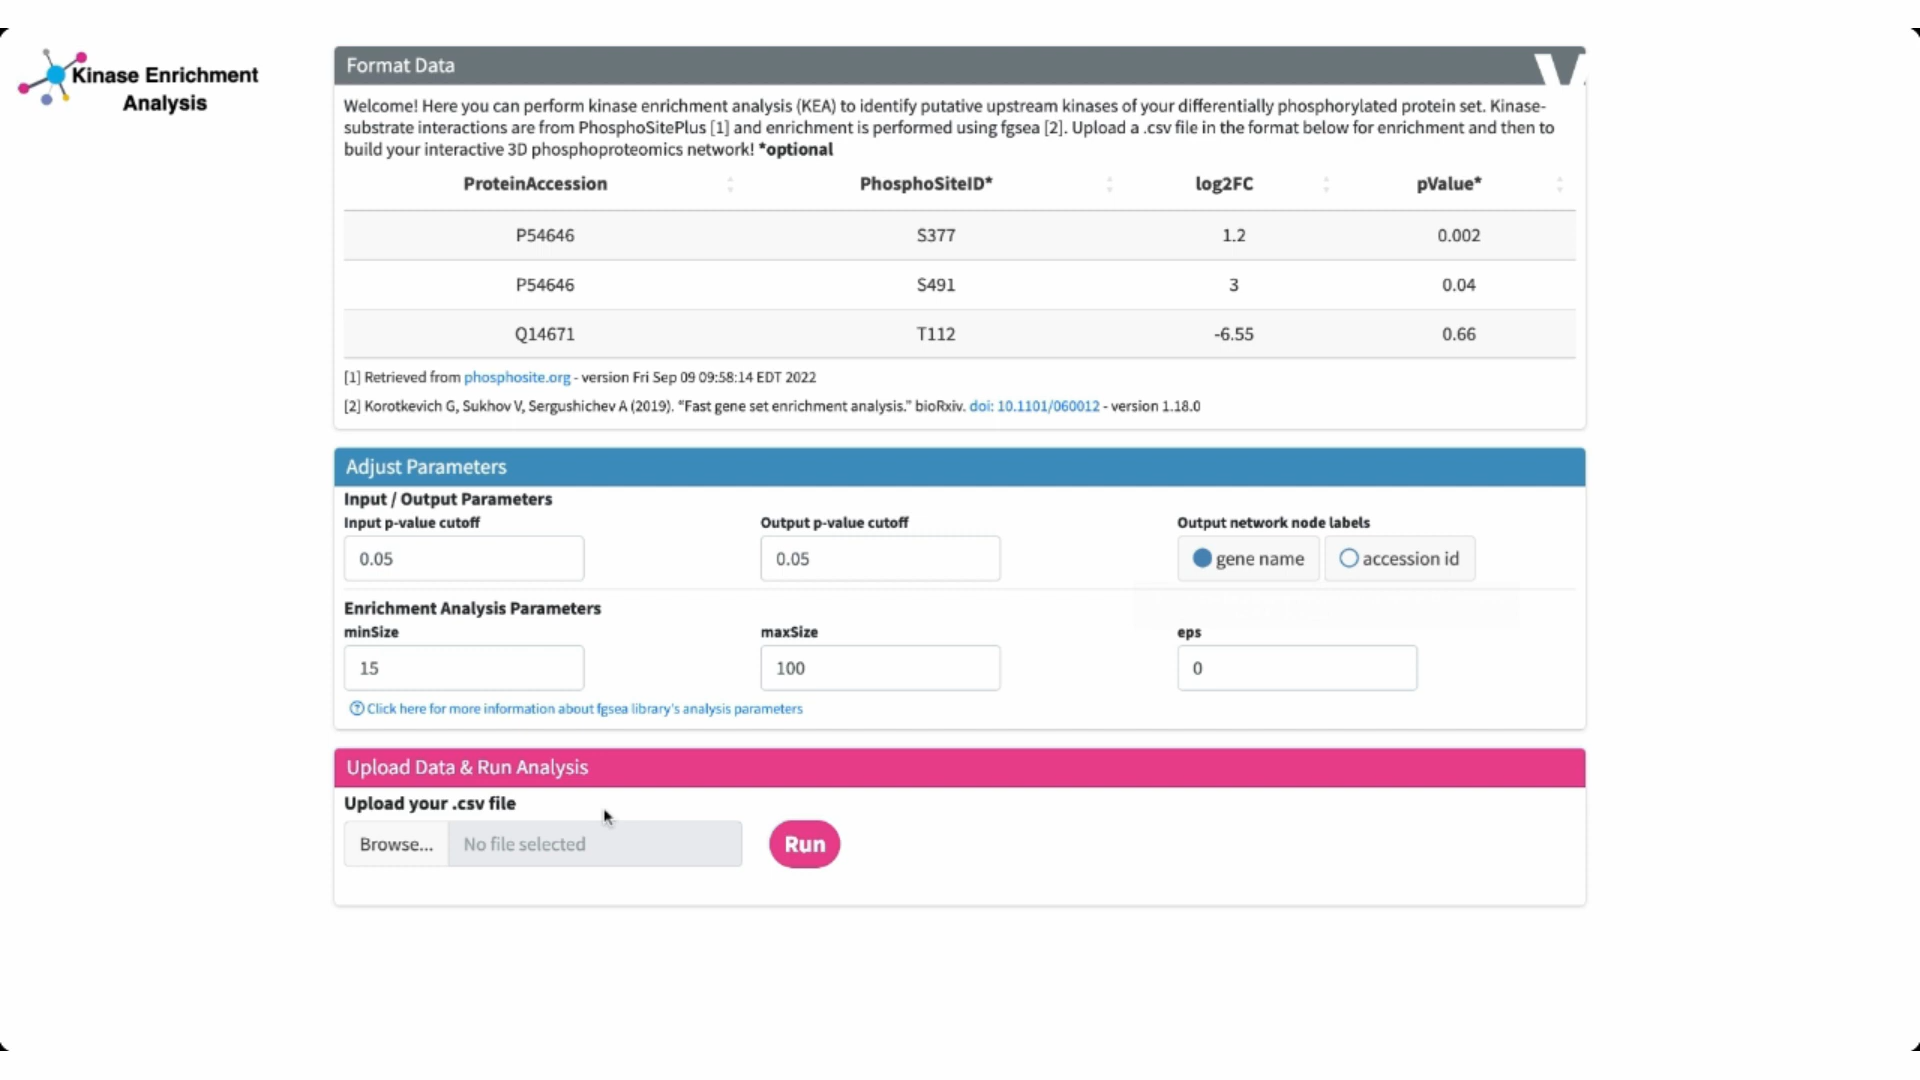 Kinase Enrichment
Analysis
Format Data
Welcome! Here you can perform kinase enrichment analysis (KEA) to identify putative upstream kinases of your differentially phosphorylated protein set. Kinase-
substrate interactions are from PhosphoSitePlus [1] and enrichment is performed using fgsea [2]. Upload a .csv file in the format below for enrichment and then to
build your interactive 3D phosphoproteomics network! *optional
ProteinAccession PhosphoSiteID* log2FC pValue*
P54646 S377 1.2 0.002
P54646 S491 3 0.04
Q14671 T112 -6.55 0.66
[1] Retrieved from phosphosite.org - version Fri Sep 09 09:58:14 EDT 2022
[2] Korotkevich G, Sukhov V, Sergushichev A (2019). “Fast gene set enrichment analysis.” bioRxiv. doi: 10.1101/060012 - version 1.18.0
Adjust Parameters
Input / Output Parameters
Input p-value cutoff Output p-value cutoff Output network node labels
0.05 0.05 gene name accession id
Enrichment Analysis Parameters
minSize maxSize eps
15 100 0
Click here for more information about fgsea library's analysis parameters
Upload Data & Run Analysis
Upload your .csv file
Browse... No file selected Run